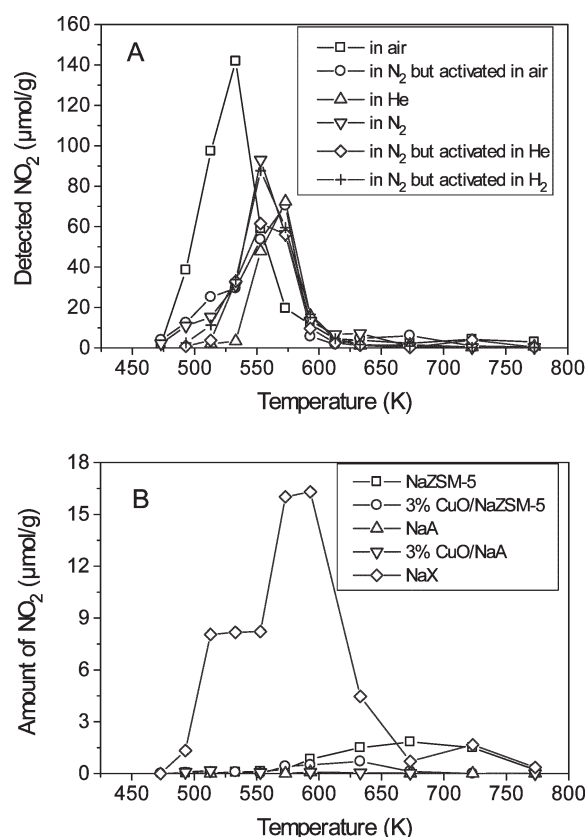 A
in air
in N2 but activated in air
in He
in N2
in N2 but activated in He
in N2 but activated in H2
Detected NO2 (μmol/g)
160
140
120
100
80
60
40
20
0
450 500 550 600 650 700 750 800
Temperature (K)
B
NaZSM-5
3% CuO/NaZSM-5
NaA
3% CuO/NaA
NaX
Amount of NO2 (μmol/g)
18
15
12
9
6
3
0
450 500 550 600 650 700 750 800
Temperature (K)